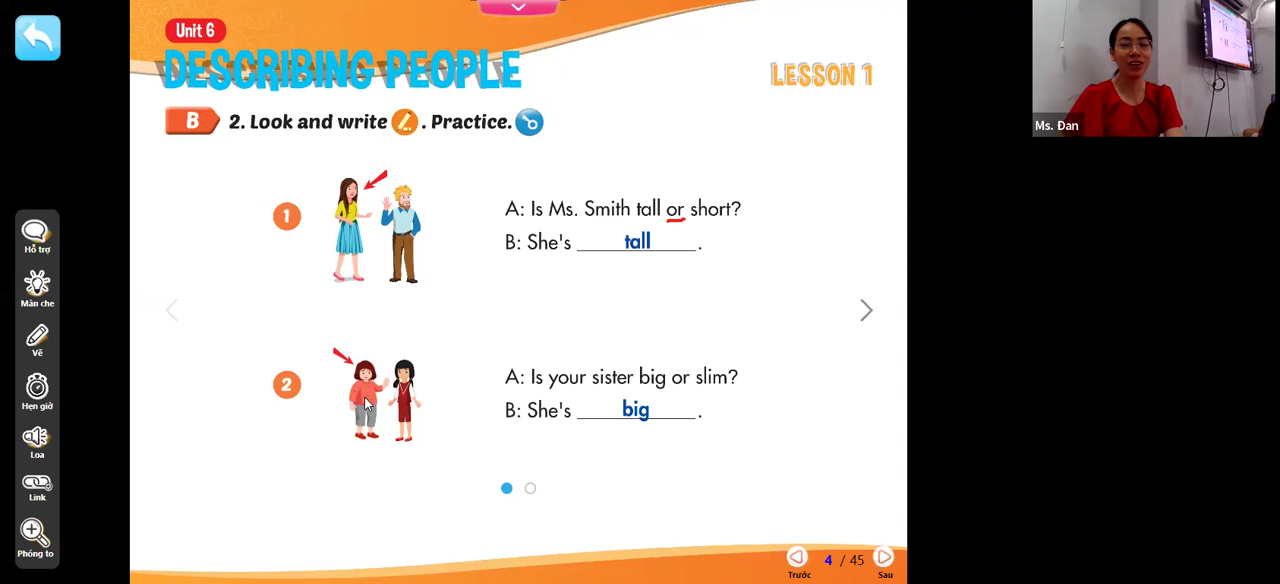 Unit 6
DESCRIBING PEOPLE
LESSON 1
B 2. Look and write . Practice.
1
A: Is Ms. Smith tall or short?
B: She's tall.
2
A: Is your sister big or slim?
B: She's big.
Hỗ trợ
Màn che
Vẽ
Hẹn giờ
Loa
Link
Phóng to
Trước
4 / 45
Sau
Ms. Đan